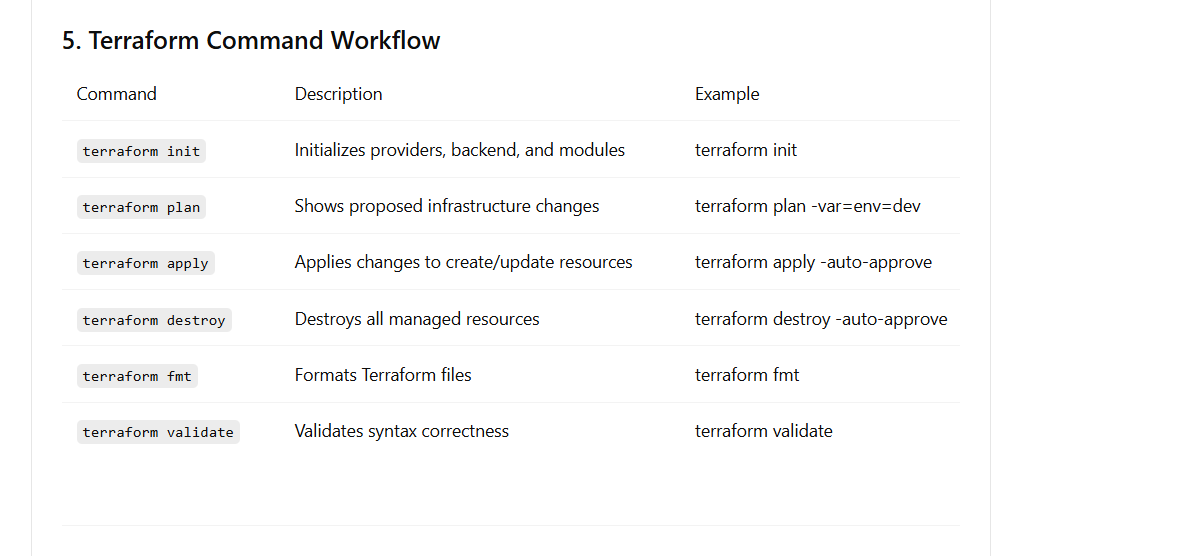 5. Terraform Command Workflow
Command Description Example
terraform init Initializes providers, backend, and modules terraform init
terraform plan Shows proposed infrastructure changes terraform plan -var=env=dev
terraform apply Applies changes to create/update resources terraform apply -auto-approve
terraform destroy Destroys all managed resources terraform destroy -auto-approve
terraform fmt Formats Terraform files terraform fmt
terraform validate Validates syntax correctness terraform validate